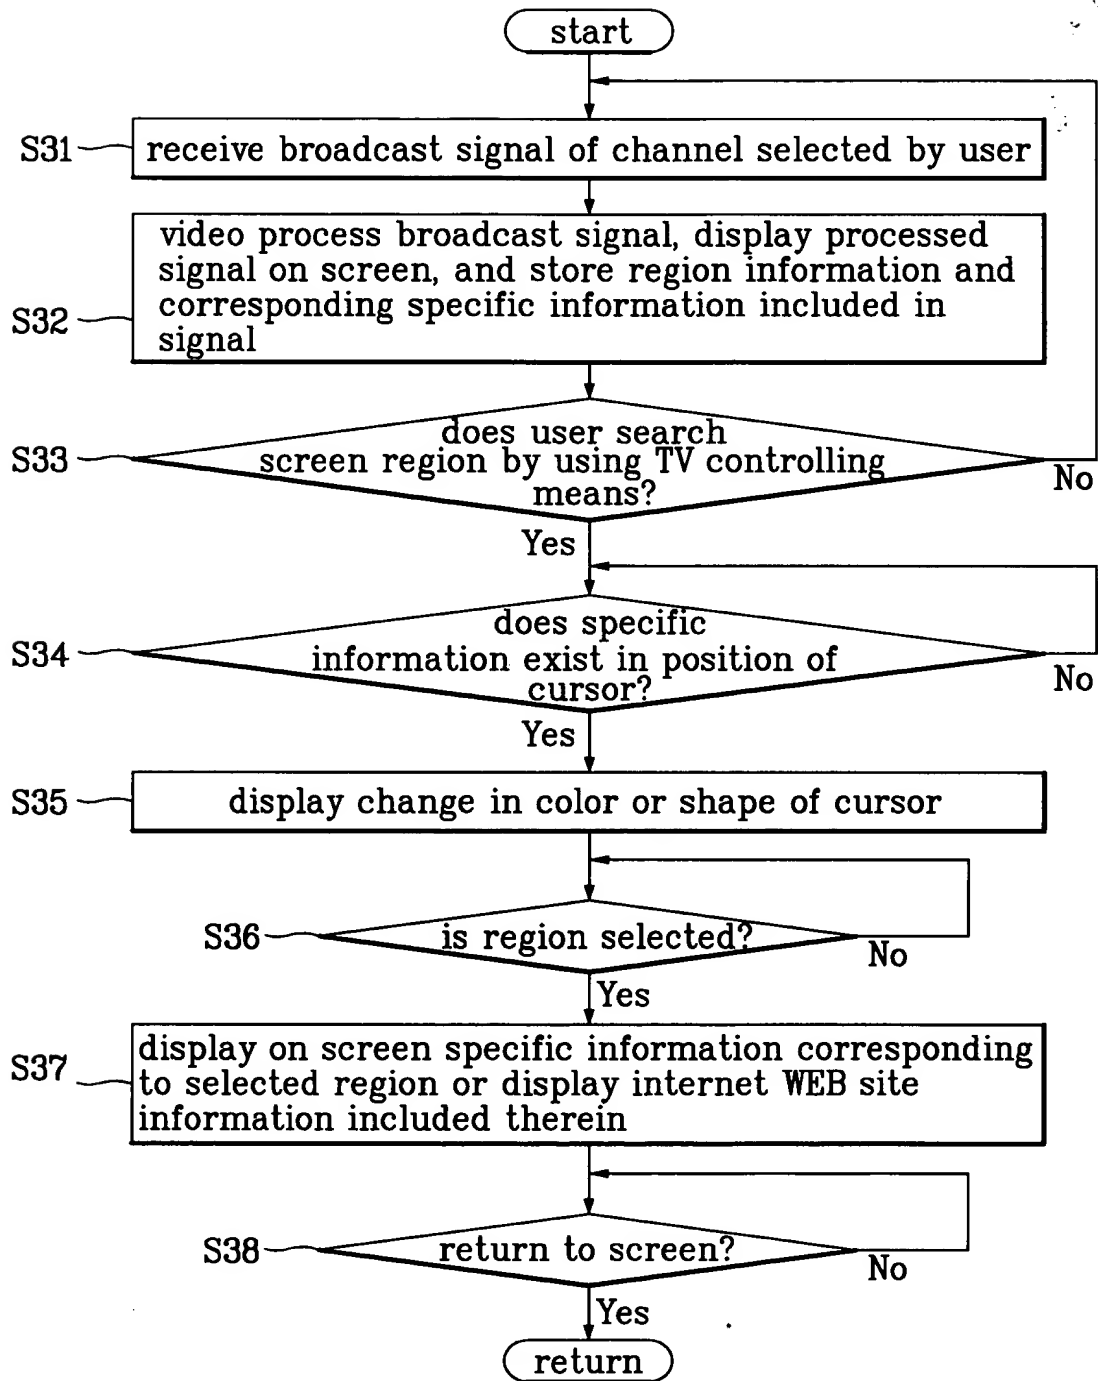 start
S31
receive broadcast signal of channel selected by user
video process broadcast signal, display processed
signal on screen, and store region information and
S32
corresponding specific information included in
signal
does user search
S33
screen region by using TV controlling
means?
No
Yes
does specific
S34
information exist in position of
cursor?
No
Yes
S35
display change in color or shape of cursor
S36
is region selected?
No
Yes
display on screen specific information corresponding
S37
to selected region or display internet WEB site
information included therein
S38
return to screen?
No
Yes
return